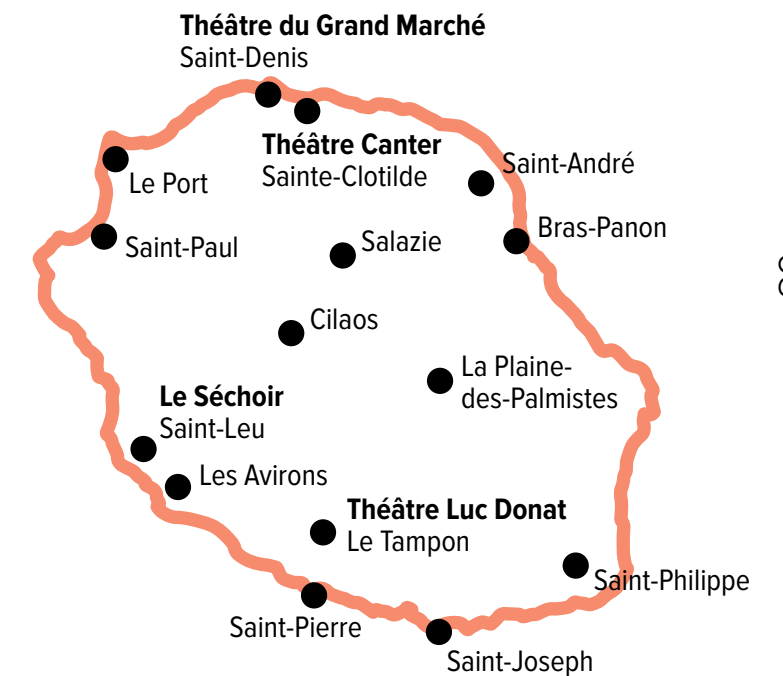 Théâtre du Grand Marché
Saint-Denis
Théâtre Canter
Sainte-Clotilde
Saint-André
Le Port
Bras-Panon
Saint-Paul
Salazie
Cilaos
La Plaine-
des-Palmistes
Le Séchoir
Saint-Leu
Les Avirons
Théâtre Luc Donat
Le Tampon
Saint-Philippe
Saint-Pierre
Saint-Joseph